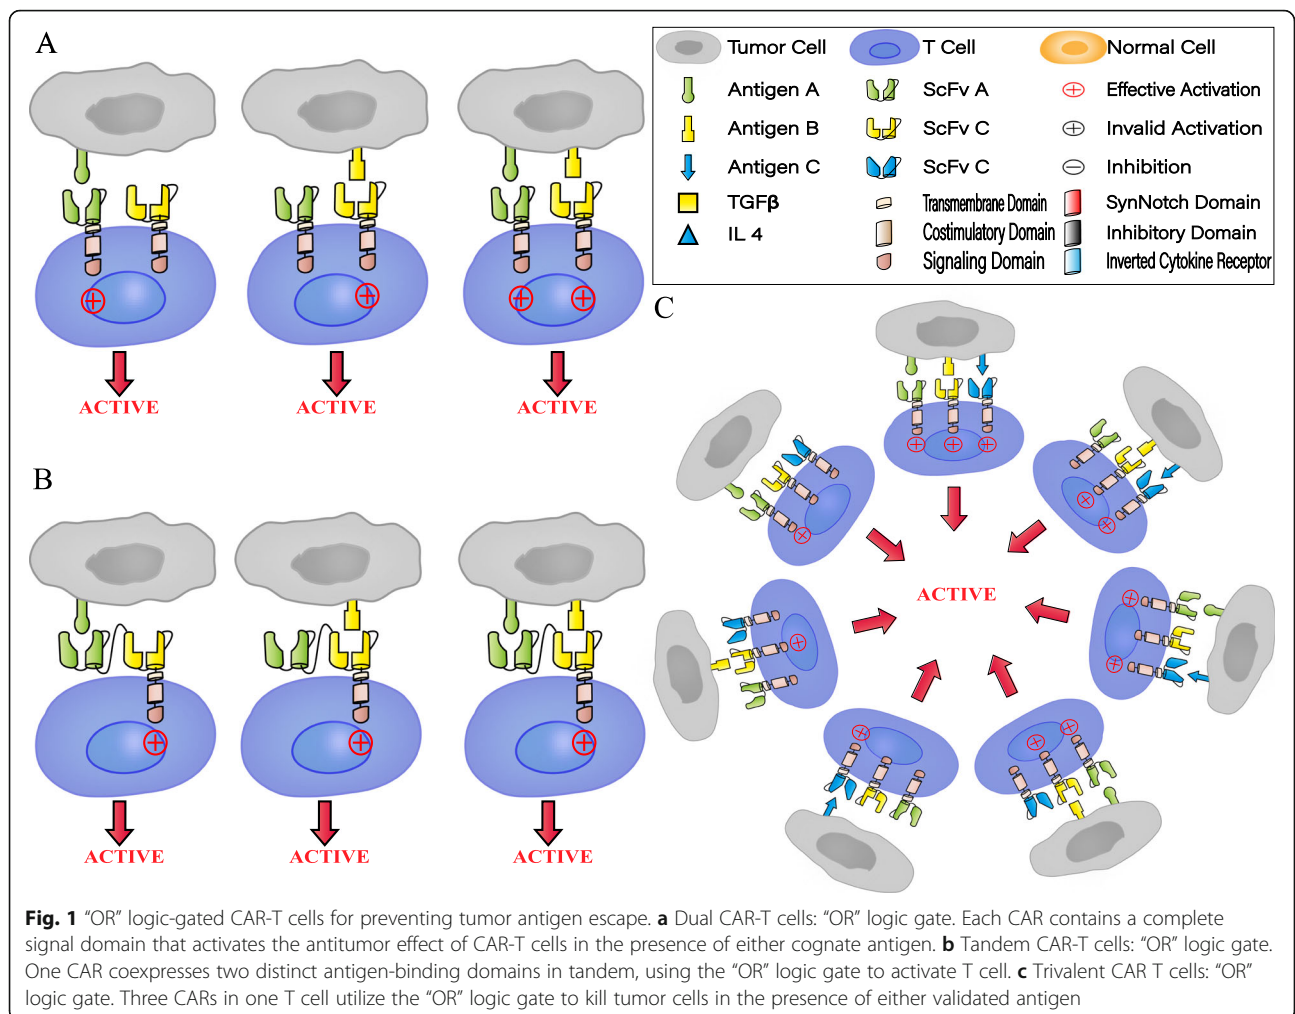 A
Tumor Cell
T Cell
Normal Cell
Antigen A
ScFv A
Effective Activation
Antigen B
ScFv C
Invalid Activation
Antigen C
ScFv C
Inhibition
TGFβ
Transmembrane Domain
SynNotch Domain
IL 4
Costimulatory Domain
Inhibitory Domain
Signaling Domain
Inverted Cytokine Receptor
ACTIVE
ACTIVE
ACTIVE
B
ACTIVE
ACTIVE
ACTIVE
C
ACTIVE
Fig. 1 “OR” logic-gated CAR-T cells for preventing tumor antigen escape. a Dual CAR-T cells: “OR” logic gate. Each CAR contains a complete
signal domain that activates the antitumor effect of CAR-T cells in the presence of either cognate antigen. b Tandem CAR-T cells: “OR” logic gate.
One CAR coexpresses two distinct antigen-binding domains in tandem, using the “OR” logic gate to activate T cell. c Trivalent CAR T cells: “OR”
logic gate. Three CARs in one T cell utilize the “OR” logic gate to kill tumor cells in the presence of either validated antigen